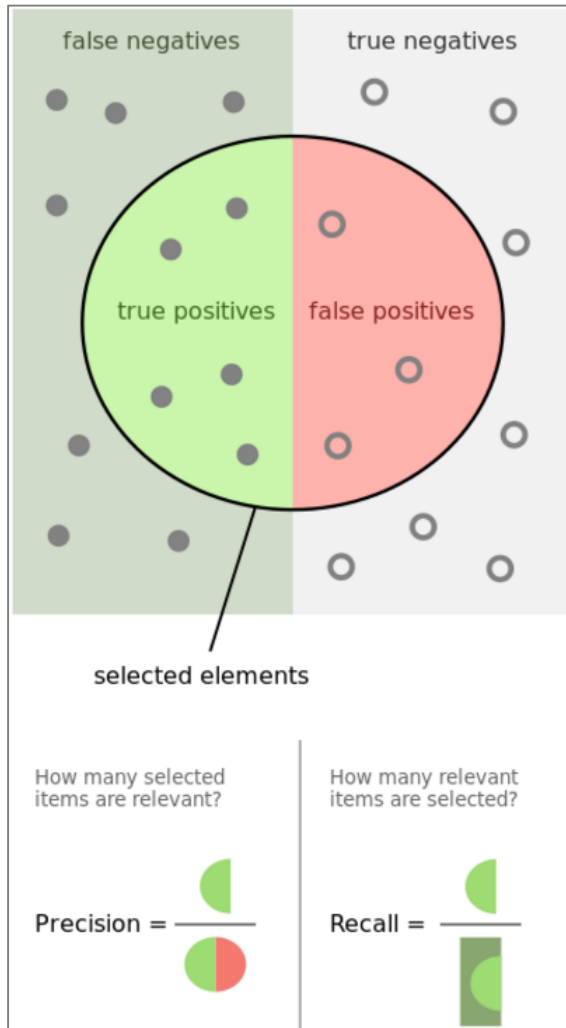 false negatives
true negatives
true positives
false positives
selected elements
How many selected
items are relevant?
How many relevant
items are selected?
Precision =
Recall =